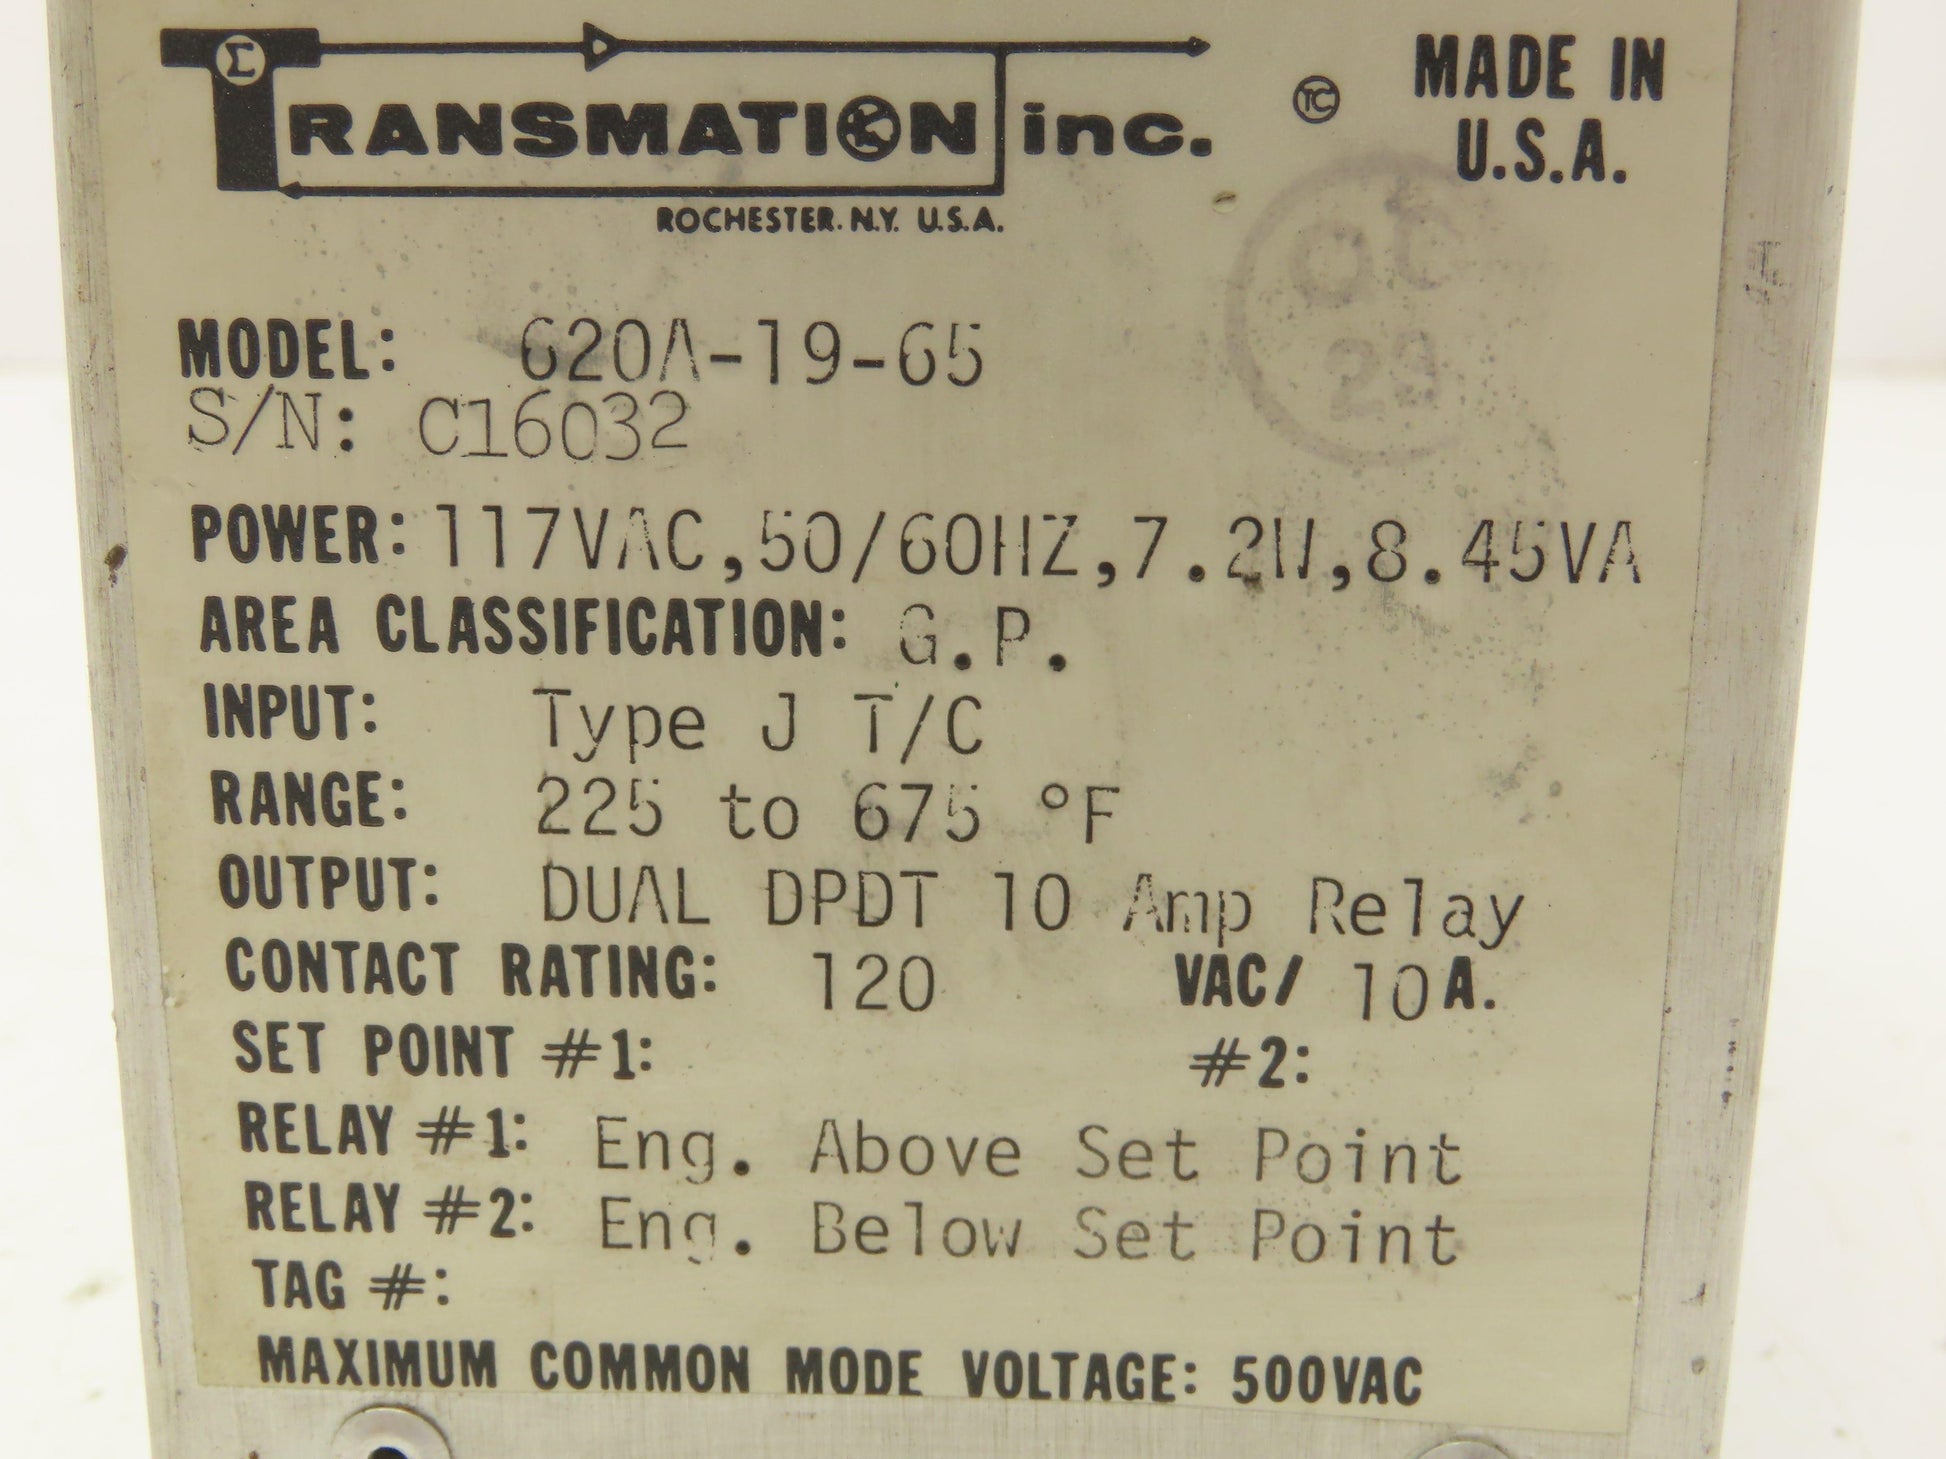 TRANSMATION inc.
TC
MADE IN
U.S.A.
ROCHESTER. N.Y. U.S.A.
MODEL: 620A-19-65
S/N: C16032
POWER: 117VAC,50/60HZ,7.2W,8.45VA
AREA CLASSIFICATION: G.P.
INPUT: Type J T/C
RANGE: 225 to 675 °F
OUTPUT: DUAL DPDT 10 Amp Relay
CONTACT RATING: 120 VAC/ 10A.
SET POINT #1: #2:
RELAY #1: Eng. Above Set Point
RELAY #2: Eng. Below Set Point
TAG #:
MAXIMUM COMMON MODE VOLTAGE: 500VAC